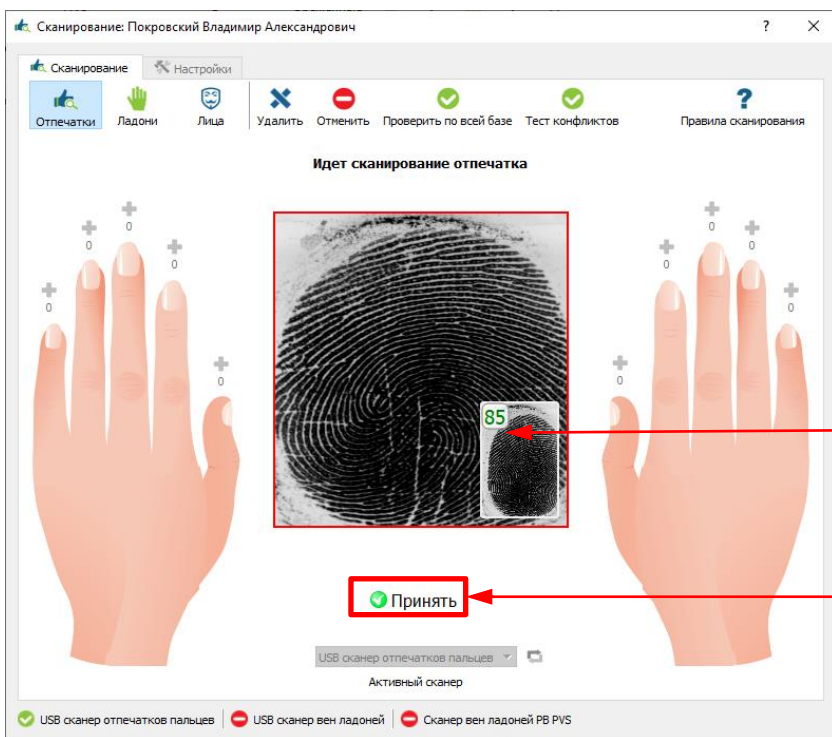 Сканирование: Покровский Владимир Александрович ?
Сканирование Настройки
Отпечатки Ладони Лица Удалить Отменить Проверить по всей базе Тест конфликтов Правила сканирования
Идет сканирование отпечатка
0 0
0 0 0 0
0 0
0 0
85
Принять
USB сканер отпечатков пальцев
Активный сканер
USB сканер отпечатков пальцев USB сканер вен ладоней Сканер вен ладоней PB PVS